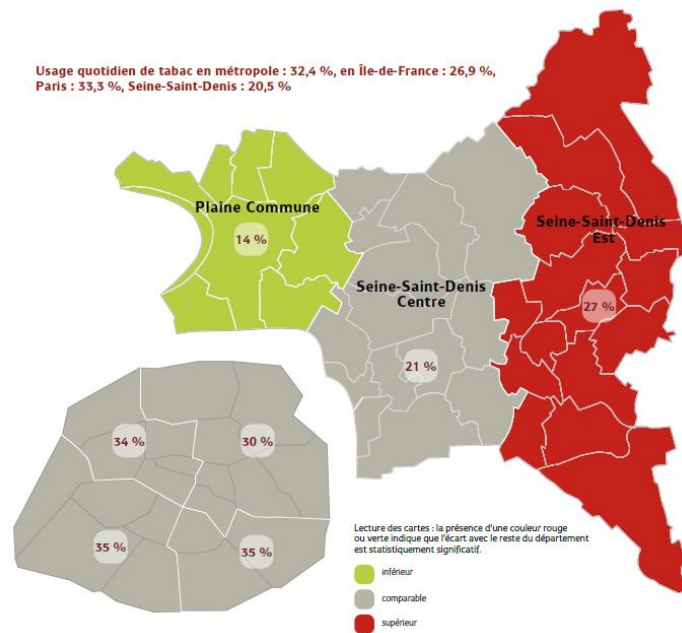 Usage quotidien de tabac en métropole : 32,4 %, en Île-de-France : 26,9 %,
Paris : 33,3 %, Seine-Saint-Denis : 20,5 %
Plaine Commune
14 %
Seine-Saint-Denis
Est
27 %
Seine-Saint-Denis
Centre
21 %
34 %
30 %
35 %
35 %
Lecture des cartes : la présence d'une couleur rouge
ou verte indique que l'écart avec le reste du département
est statistiquement significatif.
inférieur
comparable
supérieur